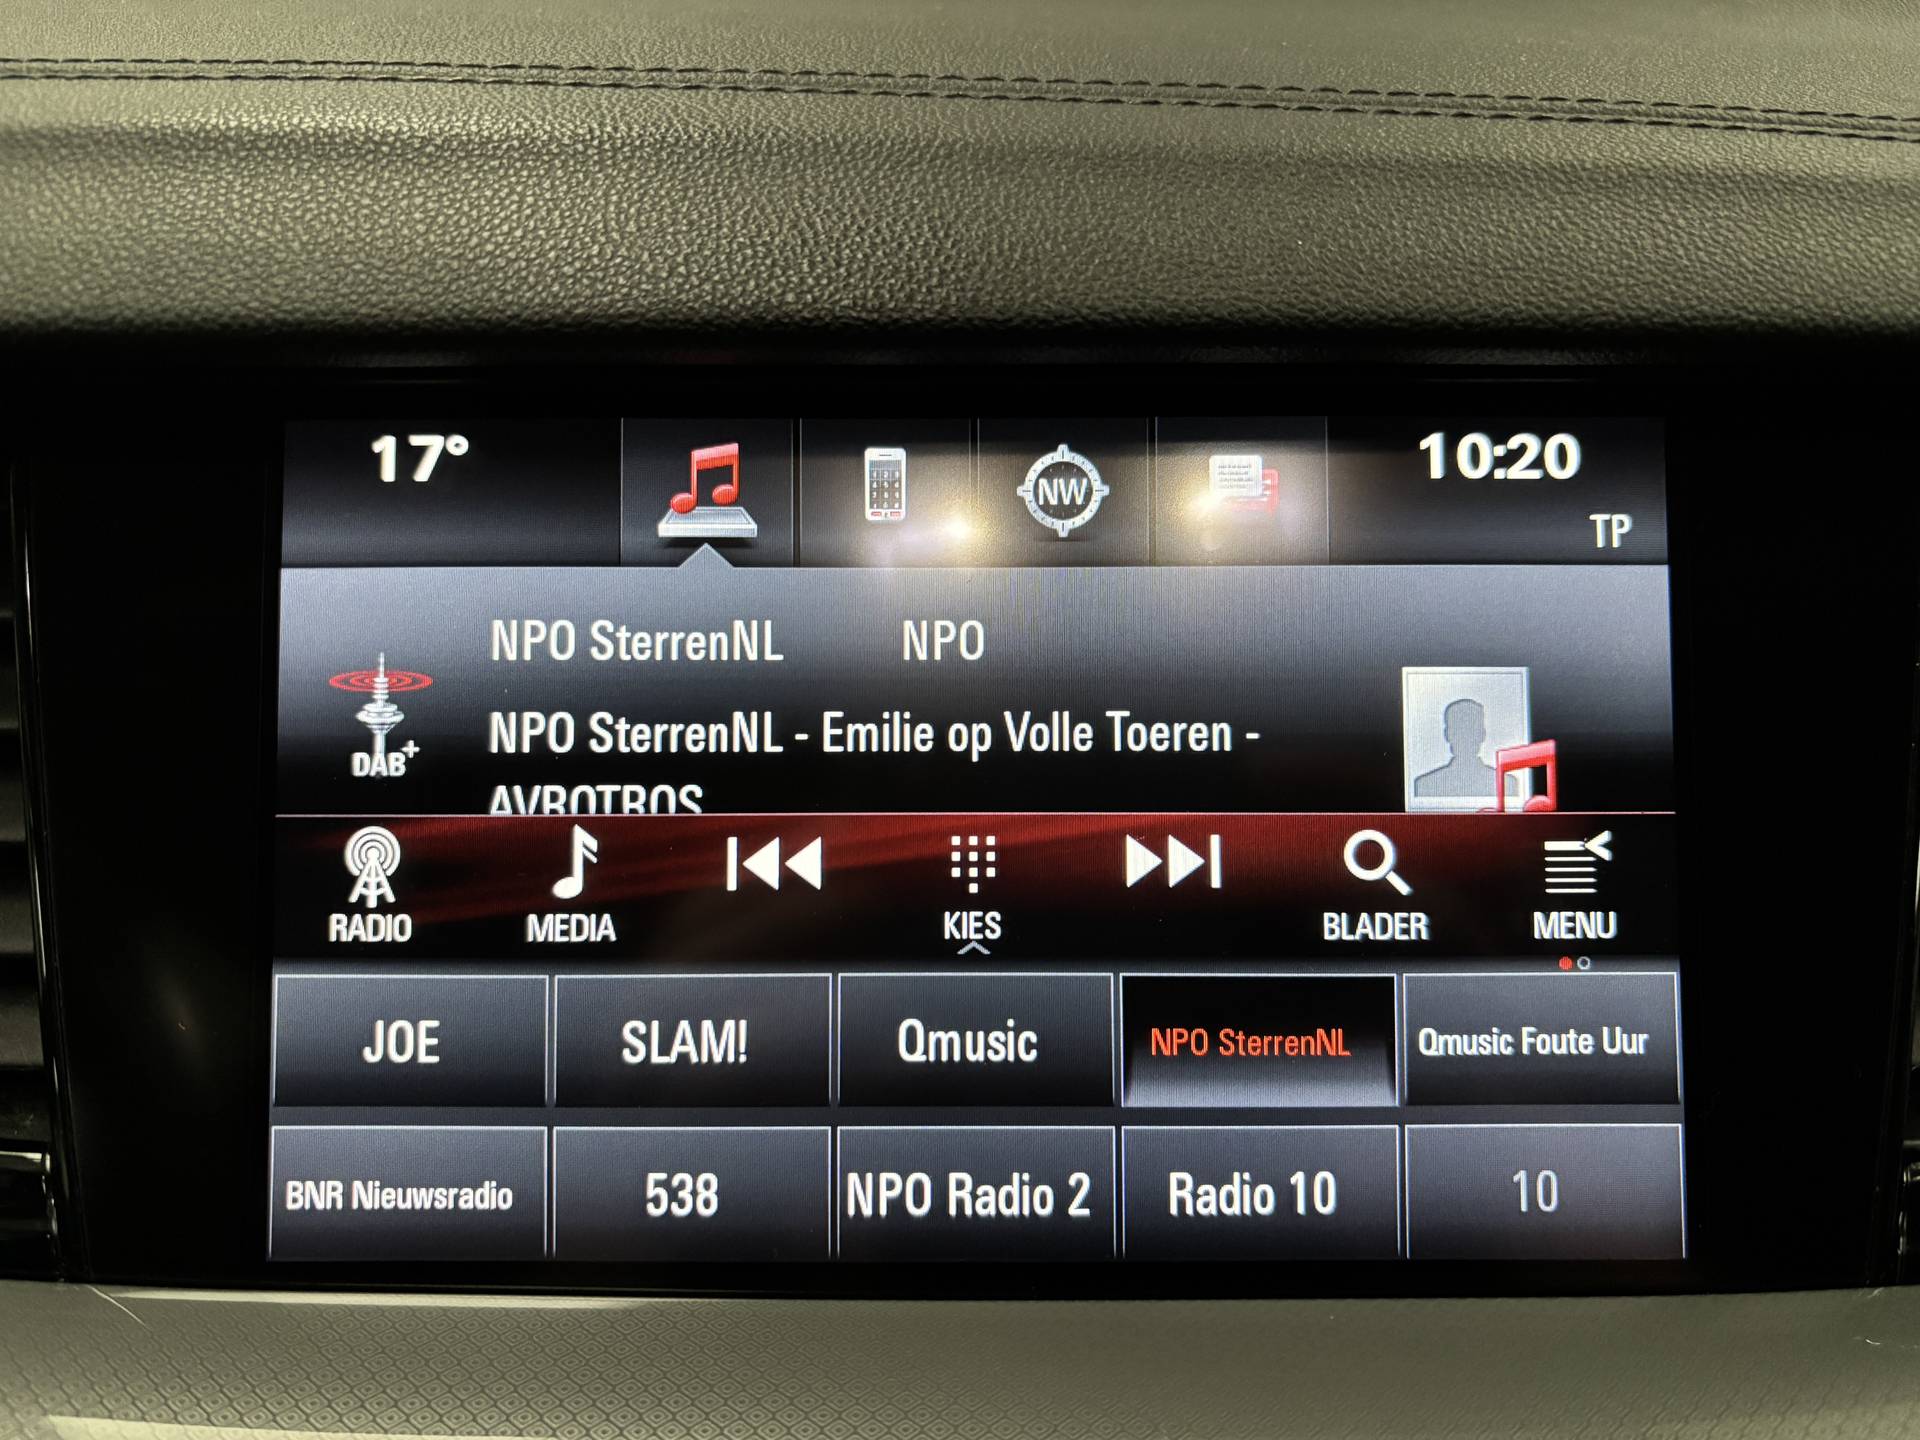 17°
NW
10:20
TP
NPO SterrenNL NPO
DAB+
NPO SterrenNL - Emilie op Volle Toeren -
AVROTROS
RADIO MEDIA KIES BLADER MENU
JOE SLAM! Qmusic NPO SterrenNL Qmusic Foute Uur
BNR Nieuwsradio 538 NPO Radio 2 Radio 10 10